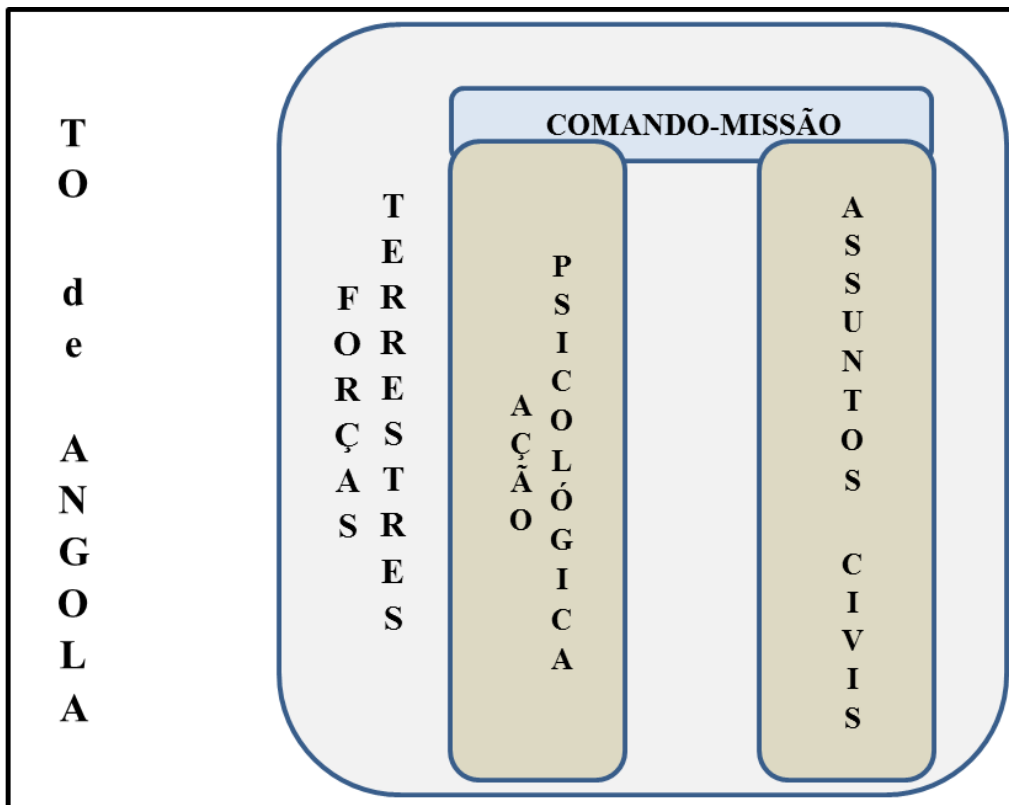 TO de ANGOLA
COMANDO-MISSÃO
FORÇAS
TERRESTRES
AÇÃO
PSICOLÓGICA
ASSUNTOS CIVIS